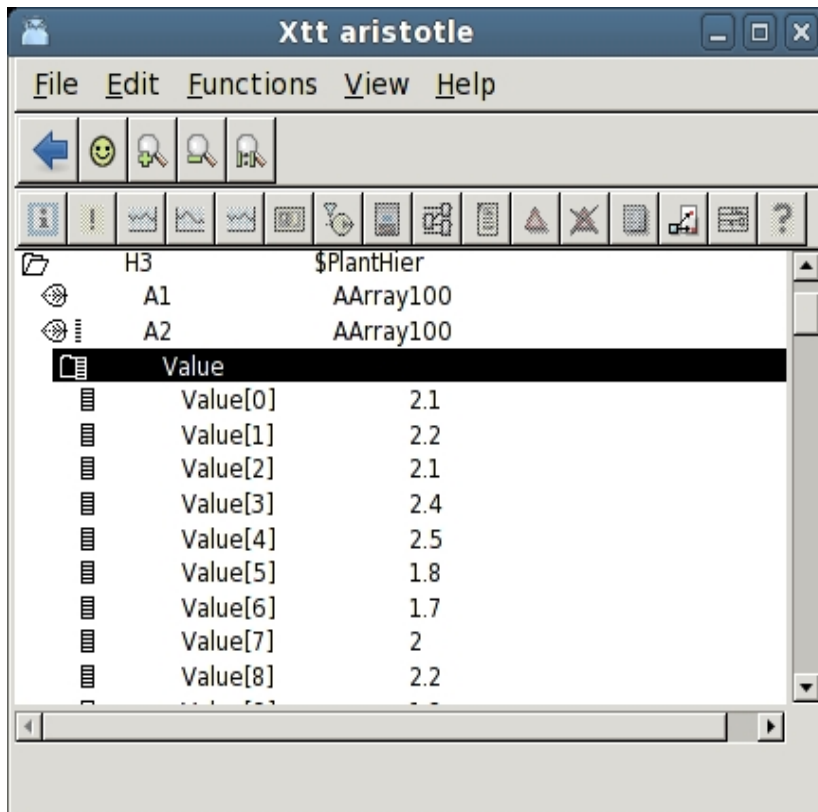 Xtt aristotle
File Edit Functions View Help
H3 $PlantHier
A1 AArray100
A2 AArray100
Value
Value[0] 2.1
Value[1] 2.2
Value[2] 2.1
Value[3] 2.4
Value[4] 2.5
Value[5] 1.8
Value[6] 1.7
Value[7] 2
Value[8] 2.2